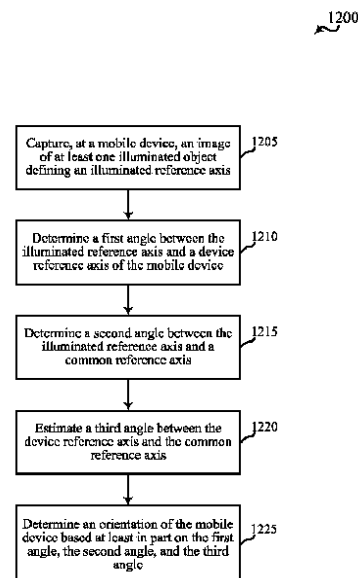 1200
Capture, at a mobile device, an image
of at least one illuminated object
defining an illuminated reference axis
1205
Determine a first angle between the
illuminated reference axis and a device
reference axis of the mobile device
1210
Determine a second angle between the
illuminated reference axis and a
common reference axis
1215
Estimate a third angle between the
device reference axis and the common
reference axis
1220
Determine an orientation of the mobile
device based at least in part on the first
angle, the second angle, and the third
angle
1225